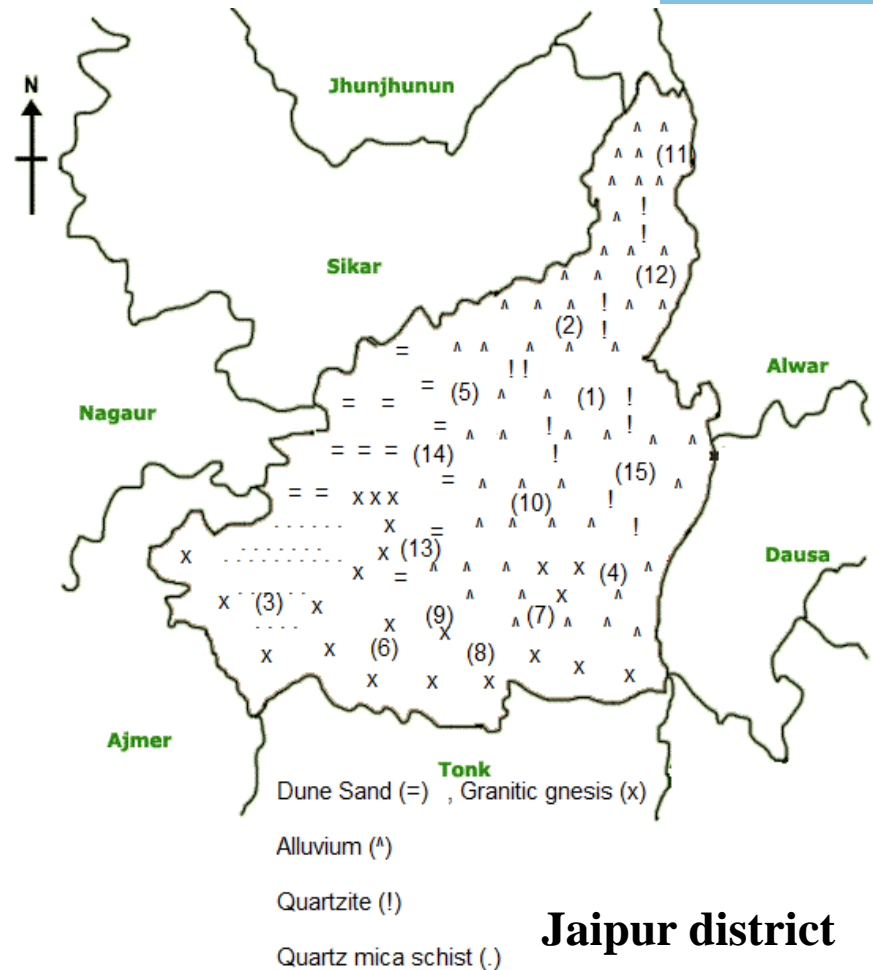 N
Jhunjhunun
^ ^
^ ^ (11)
^ ^ ^
^ !
!
Sikar
^ ^ ^
^ ^ (12)
^ ^ ^ ! ^ ^
(2) !
= ^ ^ ^ ^ ^
! !
Alwar
= (5) ^ ^ (1) !
Nagaur
= =
= ^ ^ ! ^ ^ ! ^ ^
= = = (14) !
= ^ ^ ^ (15) ^
= = x x x (10) !
. . . . . . . x = ^ ^ ^ ^ !
x . . . . . . . . x (13)
. . . . . . . . . .
Dausa
x = ^ ^ ^ x x (4) ^
x . . (3) . . x ^ ^ x ^
. . . . x (9) x ^ (7) ^ ^ ^
x x (6) (8) x x
x x x x
Ajmer
Tonk
Dune Sand (=) , Granitic gnesis (x)
Alluvium (^)
Quartzite (!)
Quartz mica schist (.)
Jaipur district